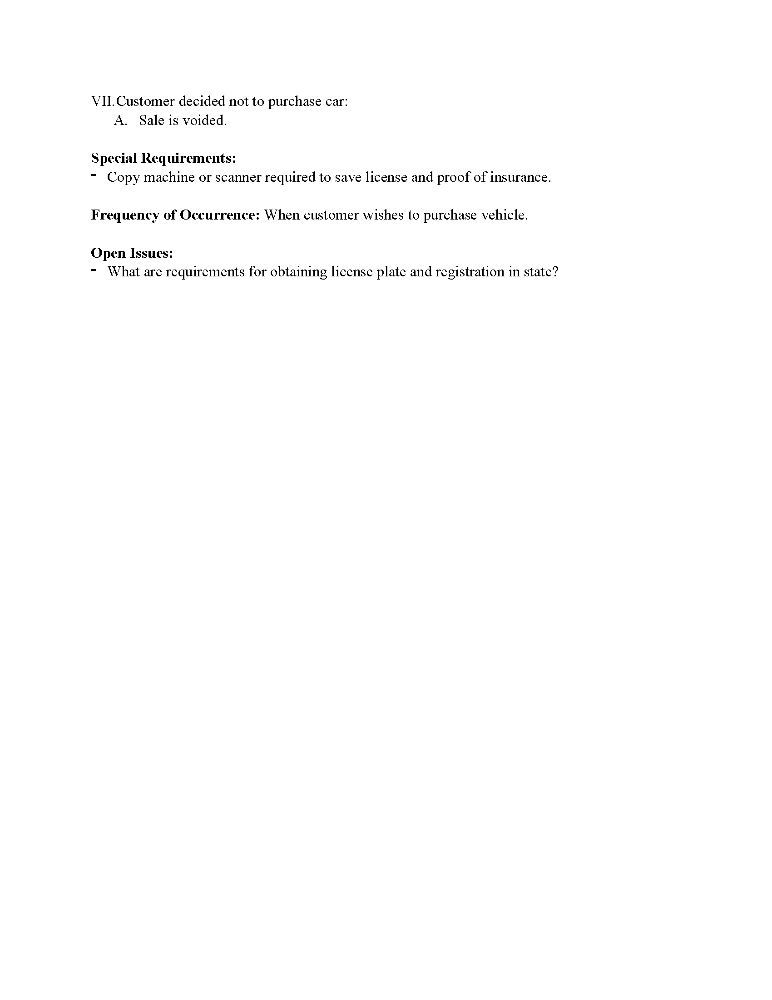 VII. Customer decided not to purchase car:
A. Sale is voided.
Special Requirements:
- Copy machine or scanner required to save license and proof of insurance.
Frequency of Occurrence: When customer wishes to purchase vehicle.
Open Issues:
- What are requirements for obtaining license plate and registration in state?